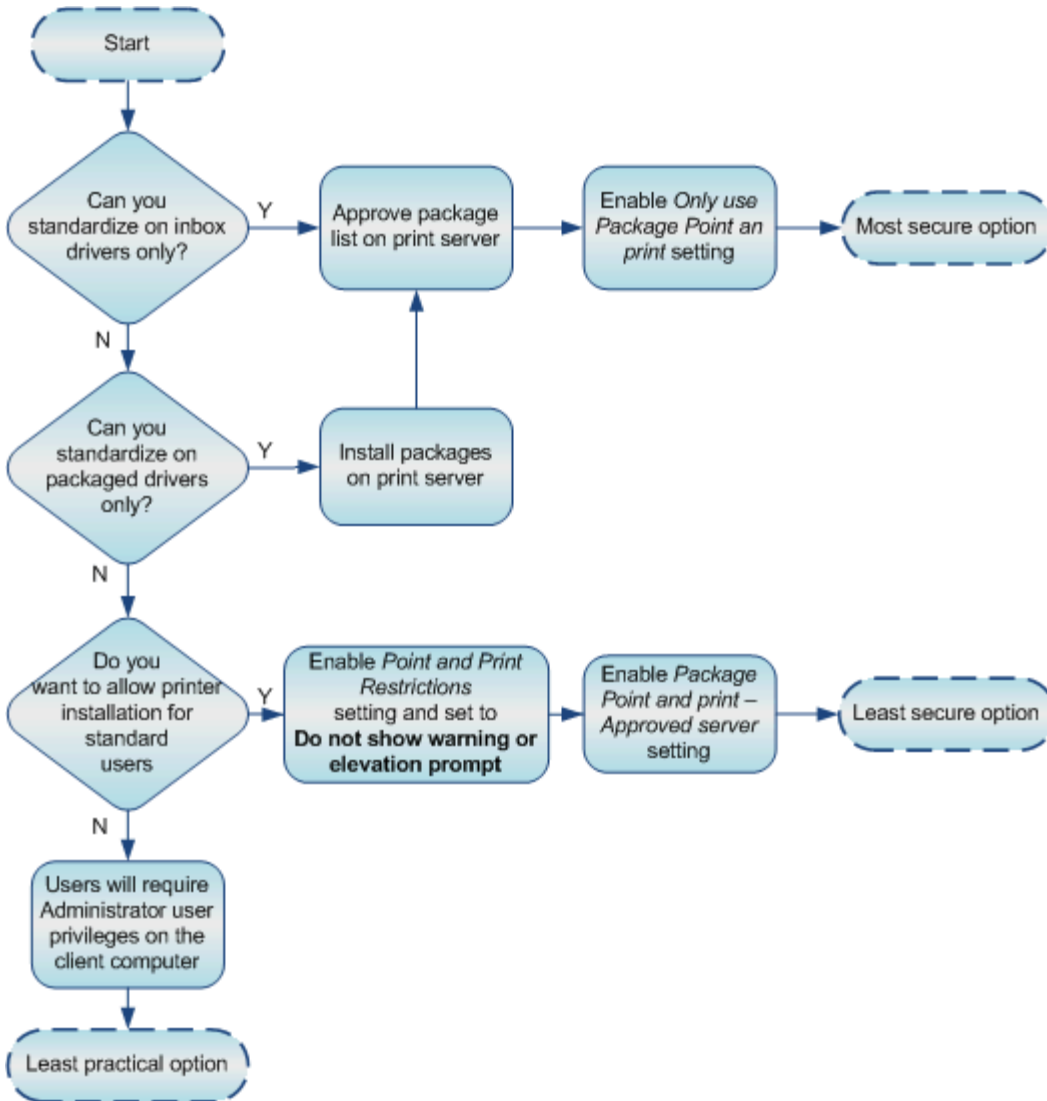 Start
Can you
standardize on inbox
drivers only?
Y
Approve package
list on print server
Enable Only use
Package Point an
print setting
Most secure option
N
Can you
standardize on
packaged drivers
only?
Y
Install packages
on print server
N
Do you
want to allow printer
installation for
standard
users
Y
Enable Point and Print
Restrictions
setting and set to
Do not show warning or
elevation prompt
Enable Package
Point and print –
Approved server
setting
Least secure option
N
Users will require
Administrator user
privileges on the
client computer
Least practical option